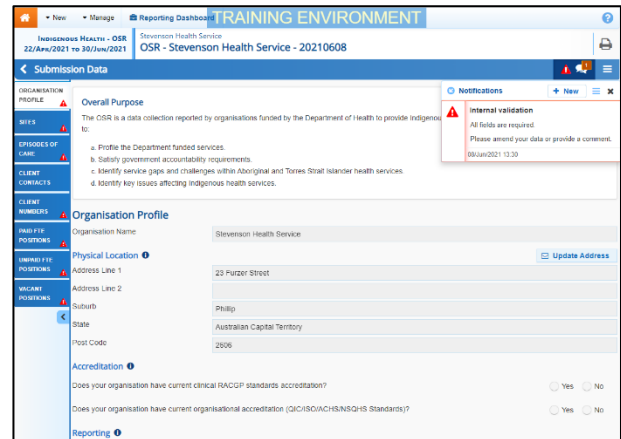 New
Manage
Reporting Dashboard
TRAINING ENVIRONMENT
Indigenous Health - OSR
22/Apr/2021 to 30/Jun/2021
Stevenson Health Service
OSR - Stevenson Health Service - 20210608
Submission Data
ORGANISATION PROFILE
SITES
EPISODES OF CARE
CLIENT CONTACTS
CLIENT NUMBERS
PAID FTE POSITIONS
UNPAID FTE POSITIONS
VACANT POSITIONS
Notifications
+ New
Internal validation
All fields are required.
Please amend your data or provide a comment.
08/Jun/2021 13:30
Overall Purpose
The OSR is a data collection reported by organisations funded by the Department of Health to provide Indigenou
to:
a. Profile the Department funded services.
b. Satisfy government accountability requirements.
c. Identify service gaps and challenges within Aboriginal and Torres Strait Islander health services.
d. Identify key issues affecting Indigenous health services.
Organisation Profile
Organisation Name
Stevenson Health Service
Physical Location
Update Address
Address Line 1
23 Furzer Street
Address Line 2
Suburb
Phillip
State
Australian Capital Territory
Post Code
2606
Accreditation
Does your organisation have current clinical RACGP standards accreditation?
Yes No
Does your organisation have current organisational accreditation (QIC/ISO/ACHS/NSQHS Standards)?
Yes No
Reporting